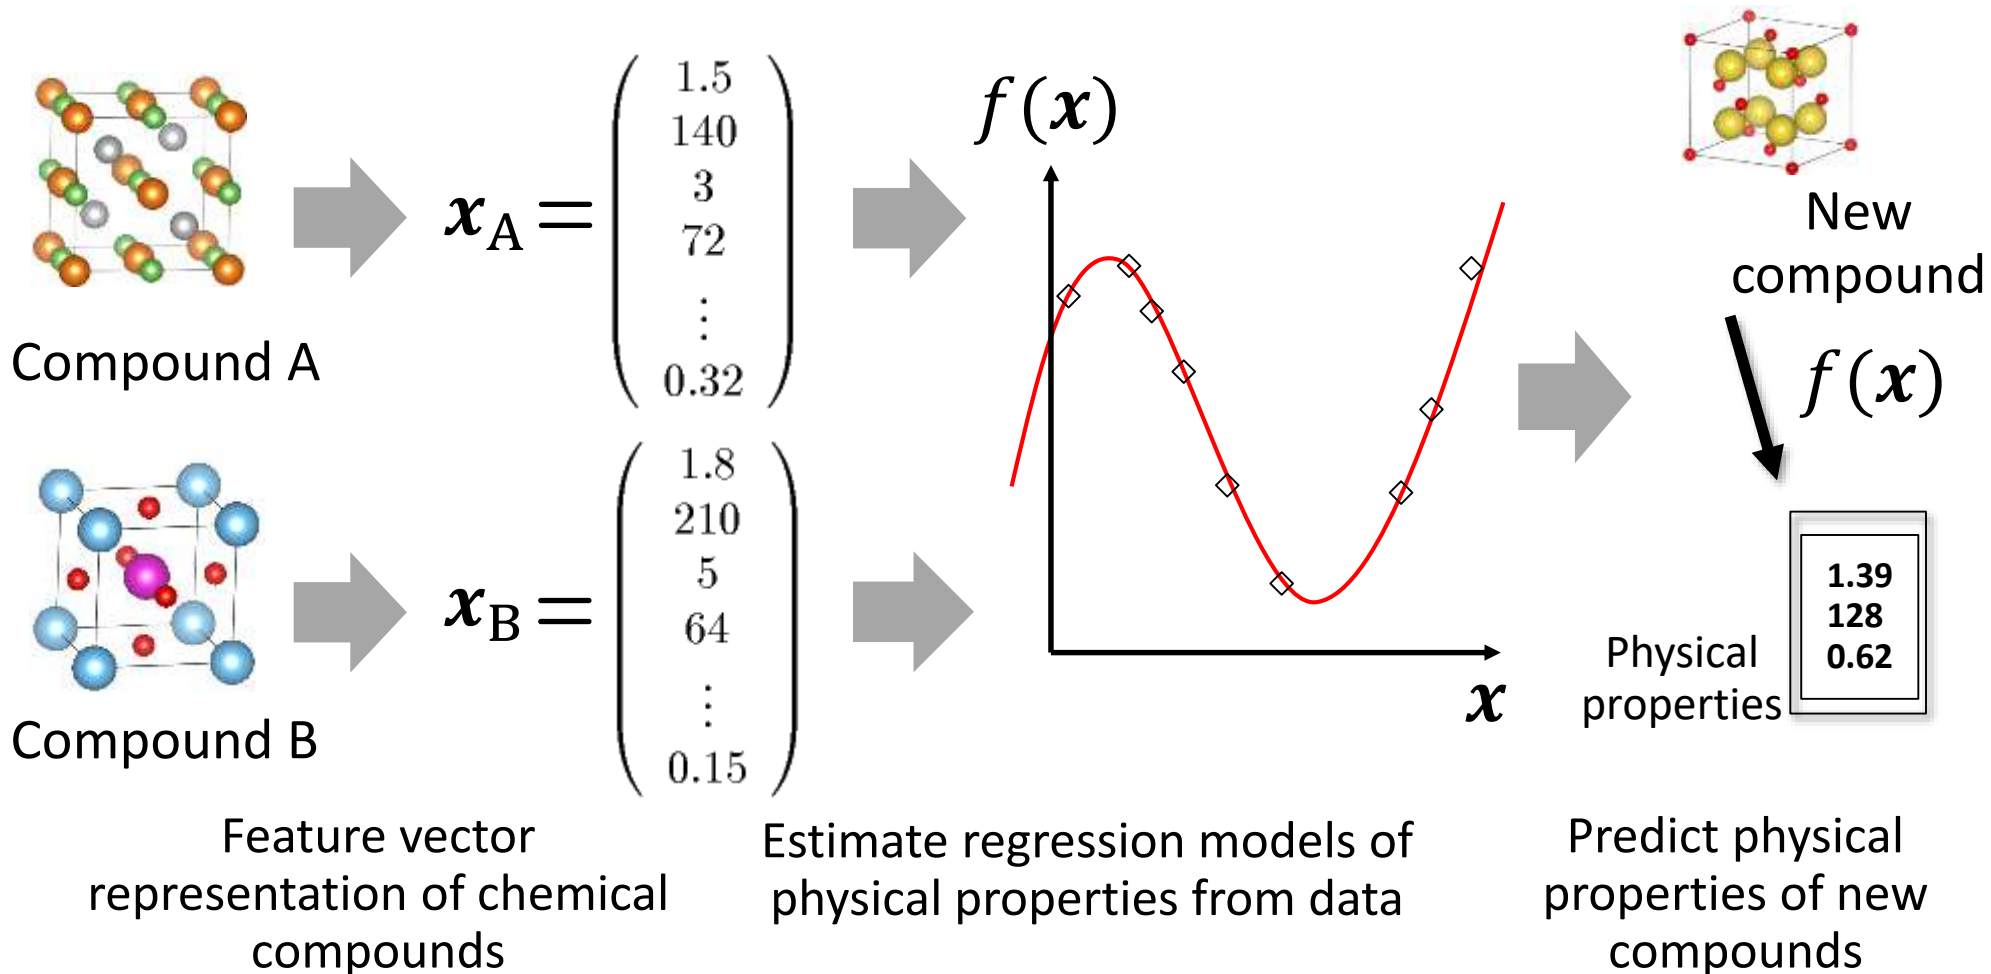 Compound A
𝒙A =
1.5
140
3
72
⋮
0.32
Compound B
𝒙B =
1.8
210
5
64
⋮
0.15
Feature vector
representation of chemical
compounds
f(𝒙)
𝒙
Estimate regression models of
physical properties from data
New
compound
f(𝒙)
Physical
properties
1.39
128
0.62
Predict physical
properties of new
compounds